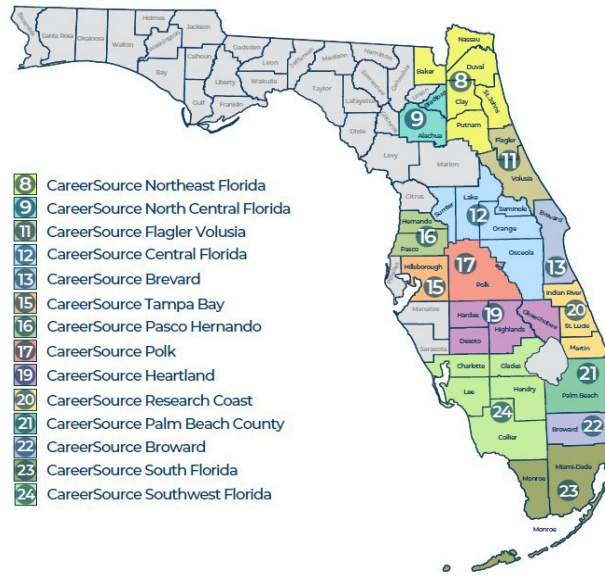 Escambia
Santa Rosa
Okaloosa
Walton
Holmes
Washington
Bay
Jackson
Calhoun
Gulf
Liberty
Gadsden
Franklin
Leon
Wakulla
Jefferson
Madison
Taylor
Hamilton
Suwannee
Lafayette
Dixie
Columbia
Gilchrist
Levy
Union
Bradford
Baker
Nassau
Duval
8
Clay
St. Johns
Putnam
9
Alachua
Marion
Flagler
11
Volusia
Citrus
Sumter
Lake
12
Seminole
Orange
Osceola
Brevard
13
Hernando
16
Pasco
Hillsborough
15
17
Polk
Manatee
Sarasota
Hardee
19
Highlands
Desoto
Okeechobee
Indian River
20
St. Lucie
Martin
Charlotte
Glades
Lee
Hendry
24
Collier
21
Palm Beach
Broward
22
Monroe
Miami-Dade
23
Monroe
8 CareerSource Northeast Florida
9 CareerSource North Central Florida
11 CareerSource Flagler Volusia
12 CareerSource Central Florida
13 CareerSource Brevard
15 CareerSource Tampa Bay
16 CareerSource Pasco Hernando
17 CareerSource Polk
19 CareerSource Heartland
20 CareerSource Research Coast
21 CareerSource Palm Beach County
22 CareerSource Broward
23 CareerSource South Florida
24 CareerSource Southwest Florida